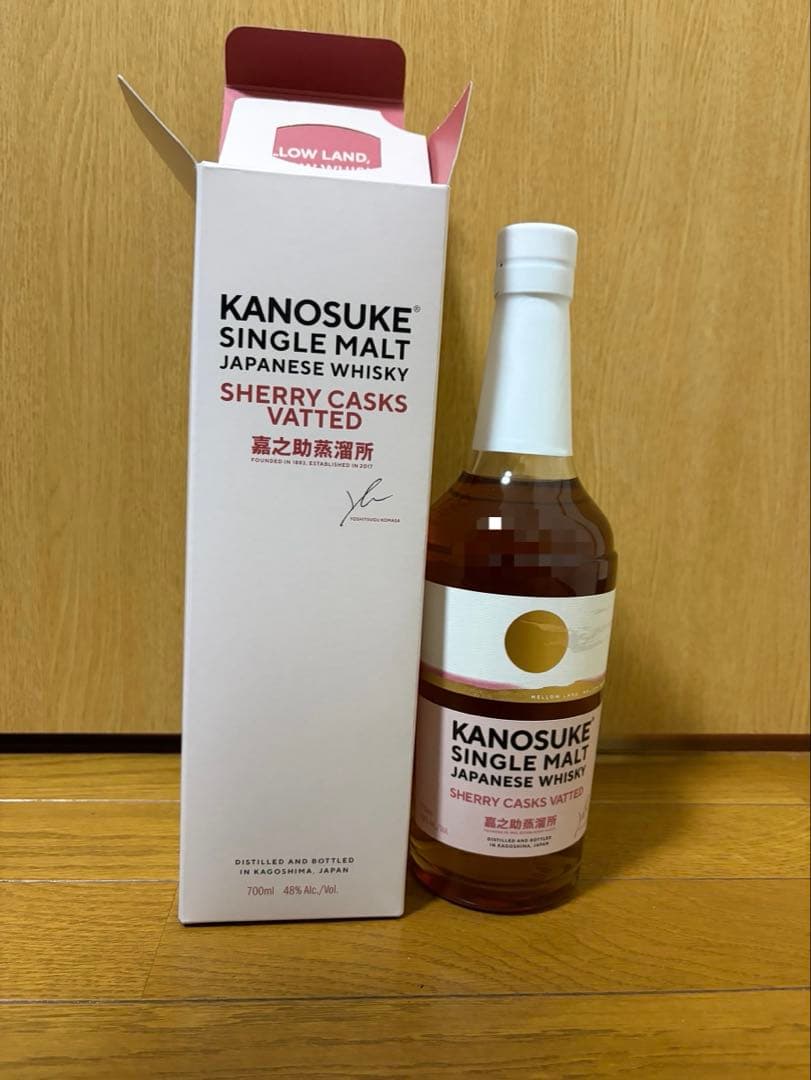 LOW LAND,
KANOSUKE®
SINGLE MALT
JAPANESE WHISKY
SHERRY CASKS
VATTED
嘉之助蒸溜所
FOUNDED IN 1883, ESTABLISHED IN 2017
YOSHITSUGU KOMASA
DISTILLED AND BOTTLED
IN KAGOSHIMA, JAPAN
700ml 48% Alc./Vol.
MELLOW LAND,
KANOSUKE®
SINGLE MALT
JAPANESE WHISKY
SHERRY CASKS VATTED
嘉之助蒸溜所
DISTILLED AND BOTTLED
IN KAGOSHIMA, JAPAN